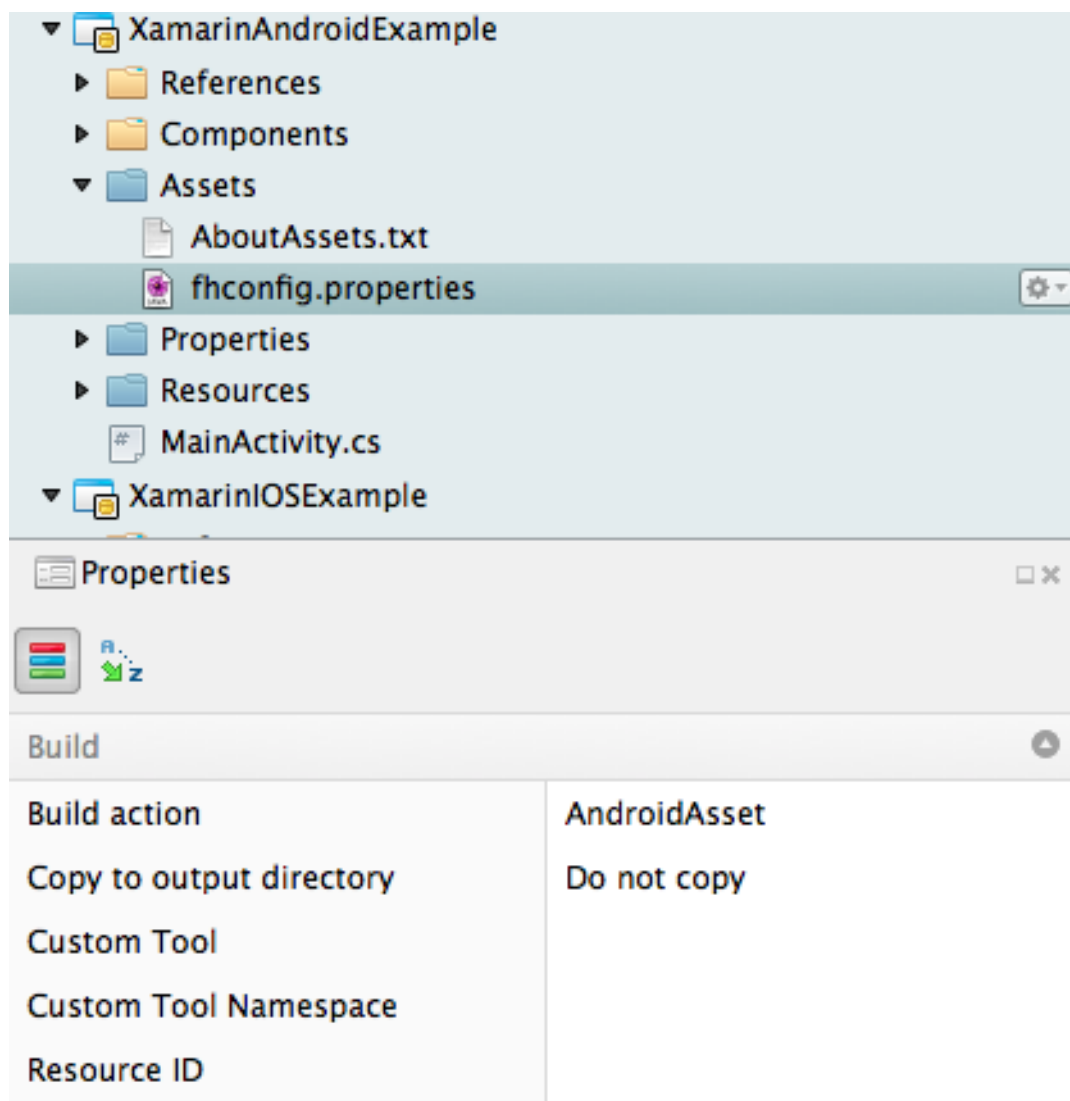 XamarinAndroidExample
References
Components
Assets
AboutAssets.txt
fhconfig.properties
Properties
Resources
MainActivity.cs
XamarinIOSExample
Properties
Build
Build action AndroidAsset
Copy to output directory Do not copy
Custom Tool
Custom Tool Namespace
Resource ID